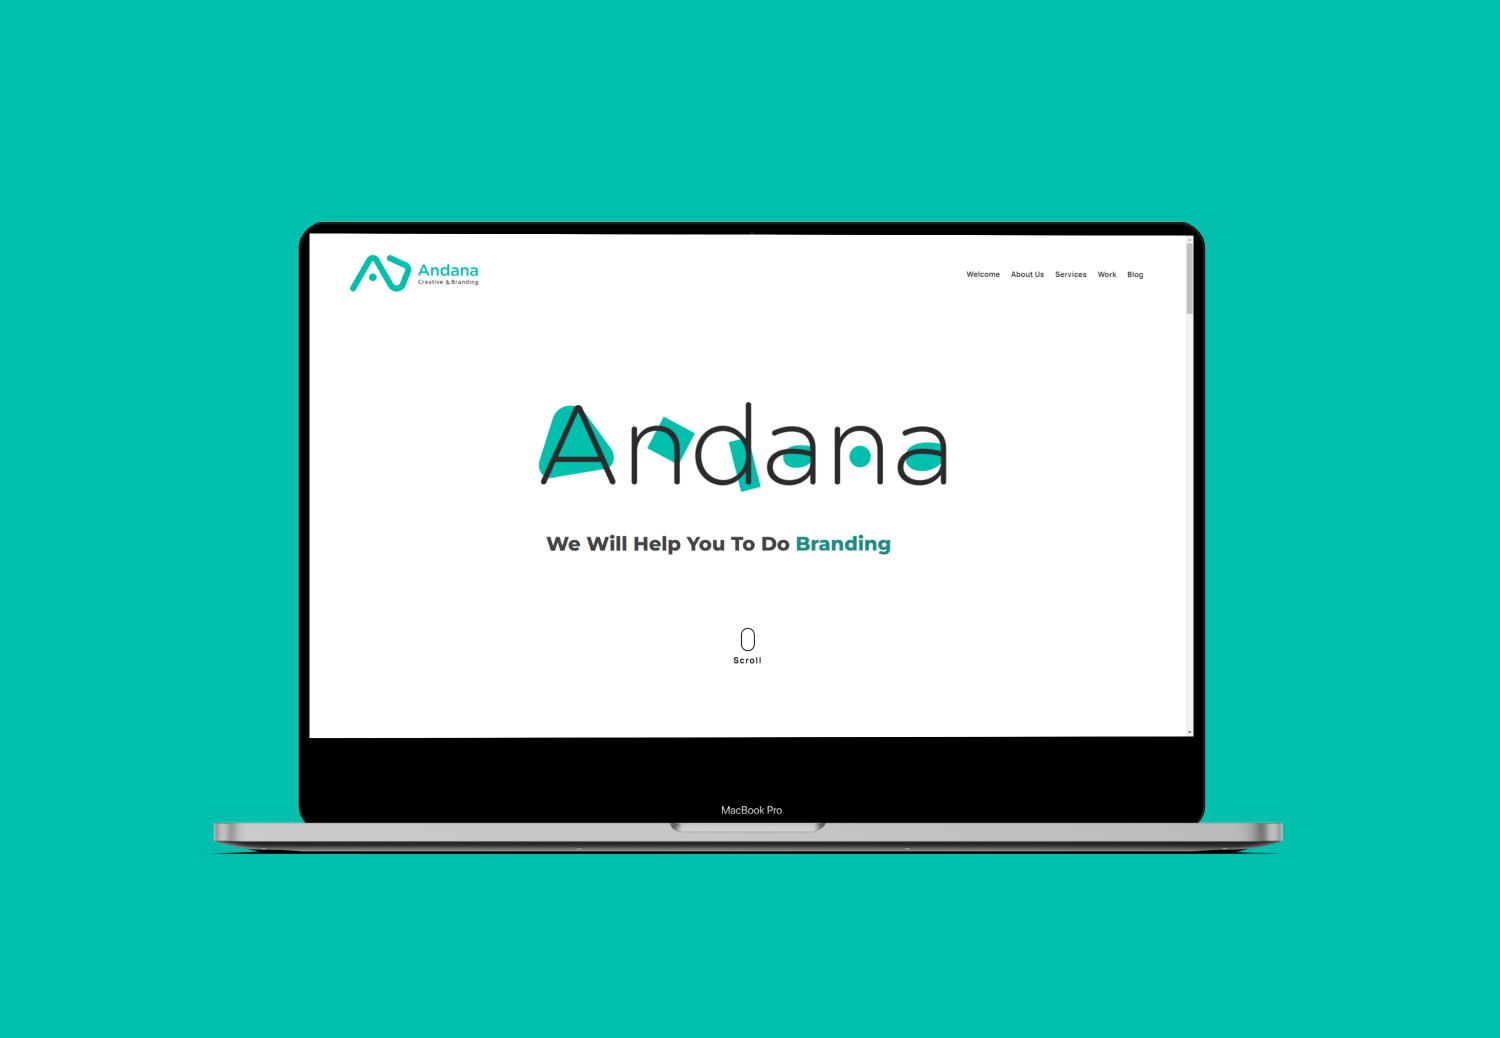 Andana
Creative & Branding
Welcome About Us Services Work Blog
Andana
We Will Help You To Do Branding
Scroll
MacBook Pro